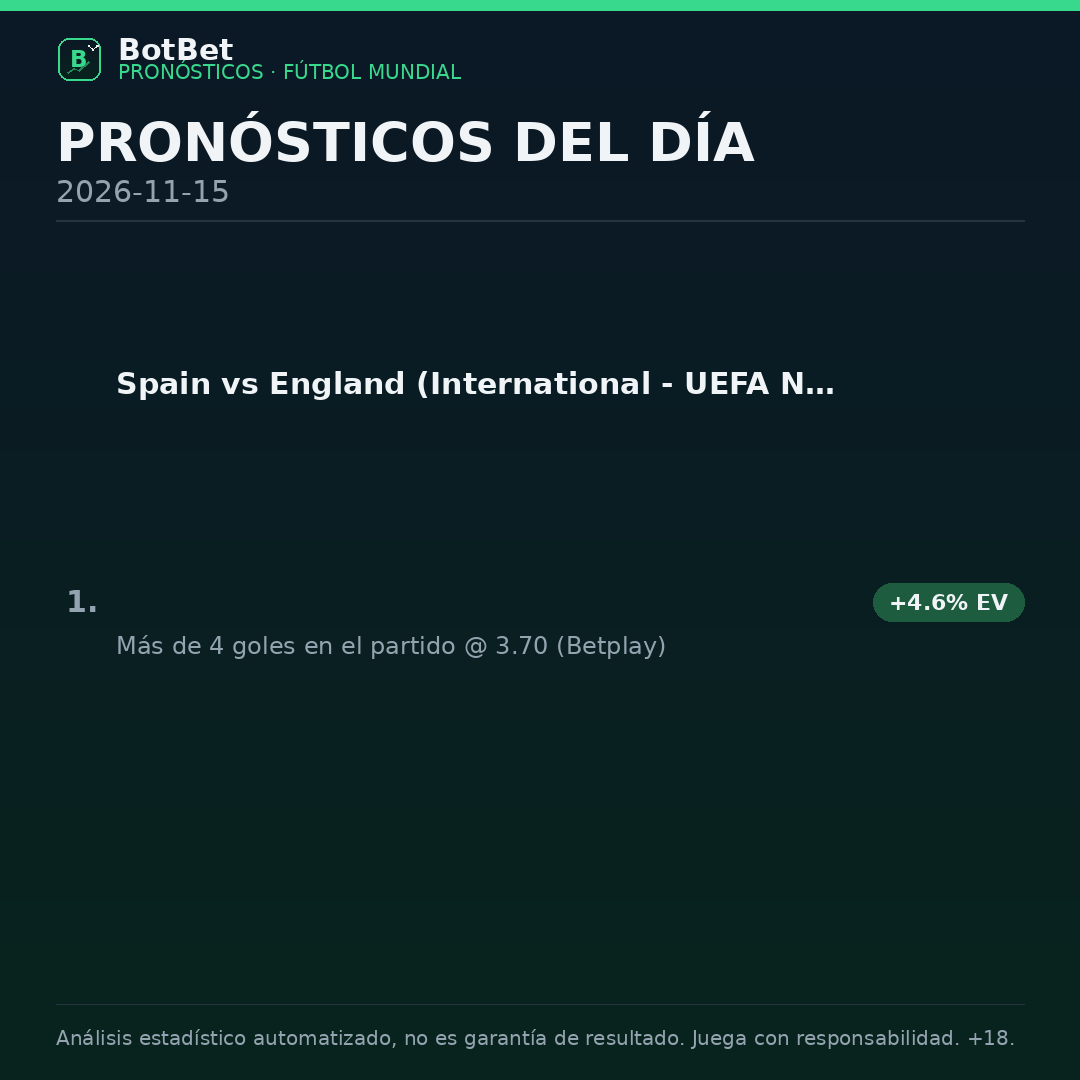 B
BotBet
PRONÓSTICOS · FÚTBOL MUNDIAL
PRONÓSTICOS DEL DÍA
2026-11-15
Spain vs England (International - UEFA N…
1.
+4.6% EV
Más de 4 goles en el partido @ 3.70 (Betplay)
Análisis estadístico automatizado, no es garantía de resultado. Juega con responsabilidad. +18.